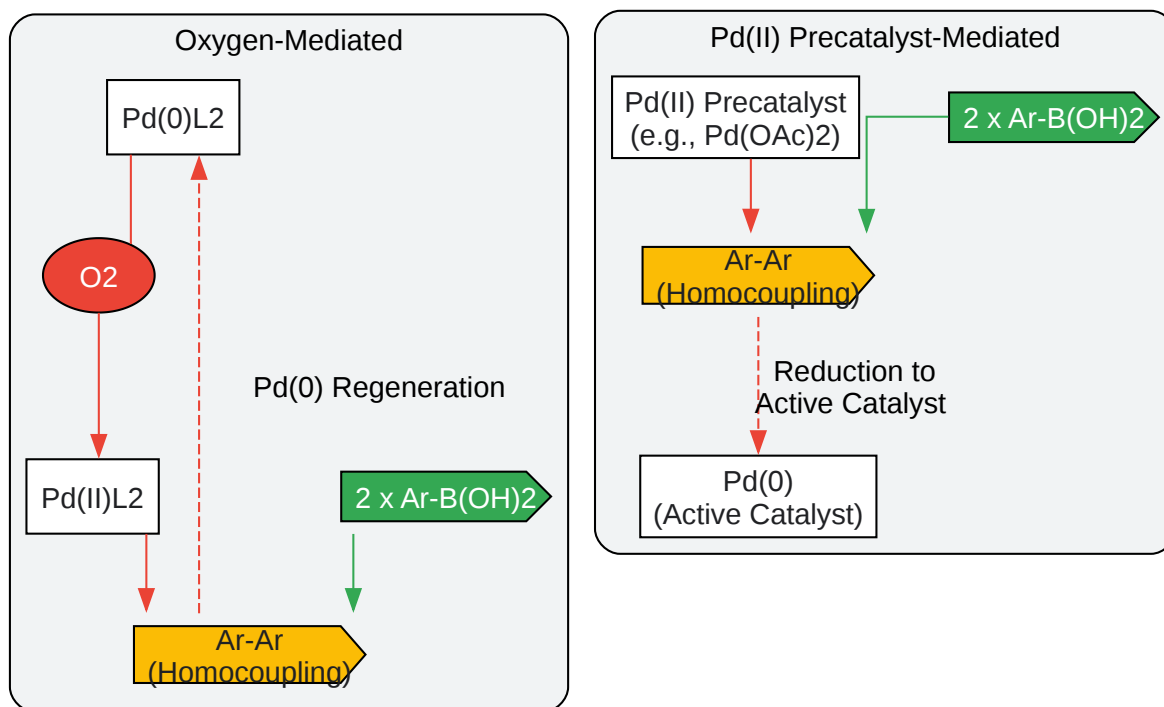 Oxygen-Mediated
Pd(0)L2
O2
Pd(0) Regeneration
Pd(II)L2
2 x Ar-B(OH)2
Ar-Ar
(Homocoupling)
Pd(II) Precatalyst-Mediated
Pd(II) Precatalyst
(e.g., Pd(OAc)2)
2 x Ar-B(OH)2
Ar-Ar
(Homocoupling)
Reduction to
Active Catalyst
Pd(0)
(Active Catalyst)